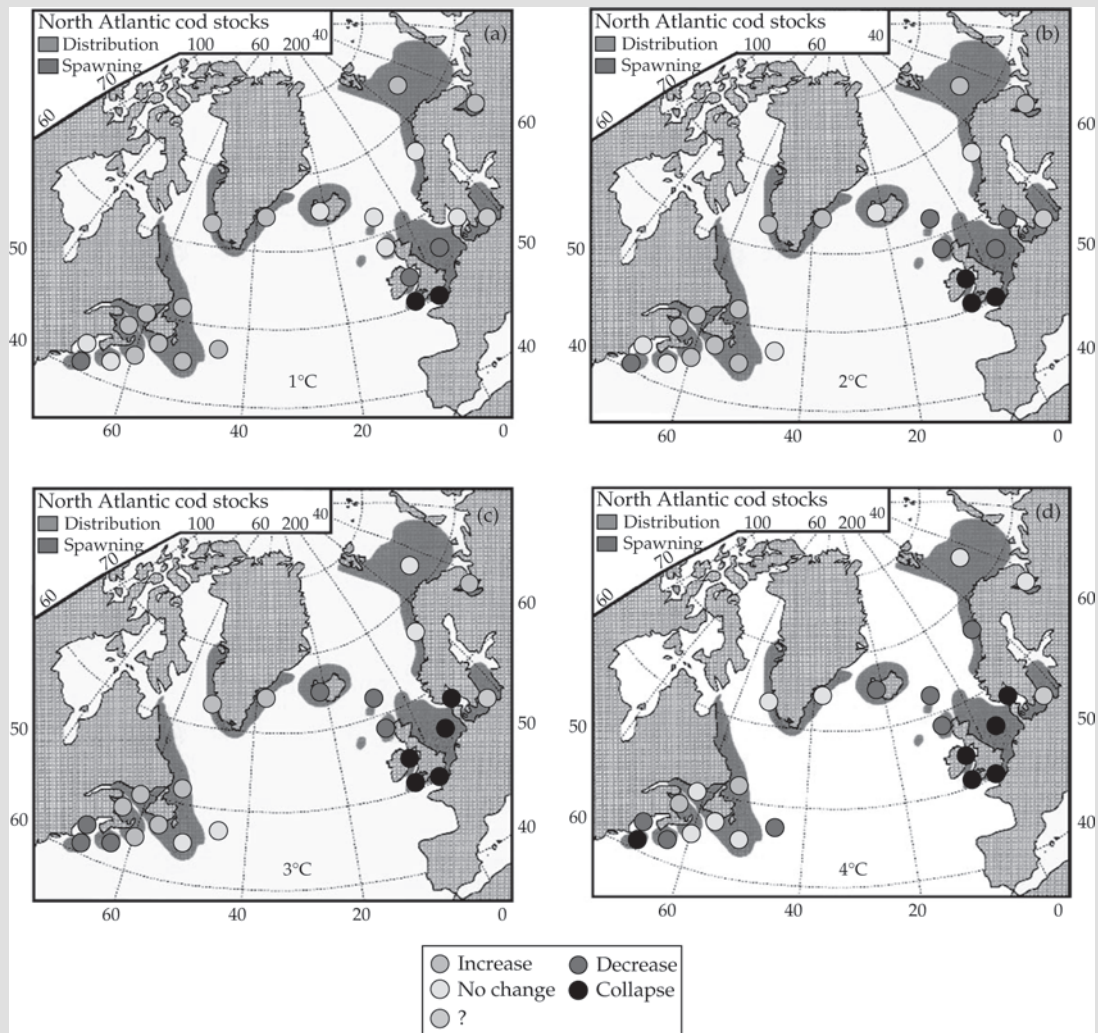 North Atlantic cod stocks
Distribution
Spawning
100 60 200 40
(a)
70
60
60
50
50
40
40
1°C
60 40 20 0
North Atlantic cod stocks
Distribution
Spawning
100 60 40
(b)
70
60
60
50
50
40
40
2°C
60 40 20 0
North Atlantic cod stocks
Distribution
Spawning
100 60 200 40
(c)
70
60
60
50
50
60
40
3°C
60 40 20 0
North Atlantic cod stocks
Distribution
Spawning
100 60 200 40
(d)
70
60
60
50
50
40
40
4°C
60 40 20 0
Increase Decrease
No change Collapse
?